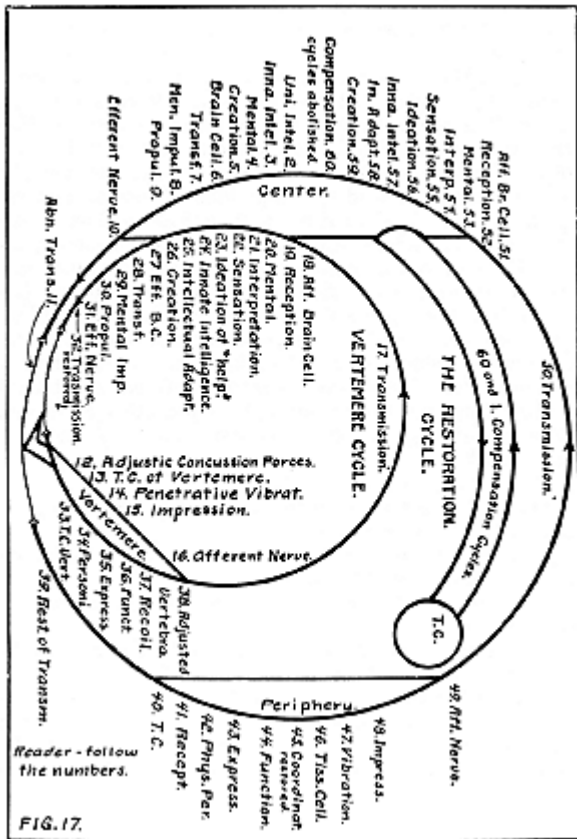 Compensation. 60.
cycles abolished.
Uni. Intel. 2.
Inna. Intel. 3.
Mental. 4.
Creation. 5.
Brain Cell. 6.
Transf. 7.
Men. Impul. 8.
Propul. 9.
Efferent Nerve. 10.
Abn. Trans. 11.
Center.
12. Adjustic Concussion Forces.
13. T.C. of Vertemere.
14. Penetrative Vibrat.
15. Impression.
16. Afferent Nerve.
17. Transmission.
VERTEMERE CYCLE.
18. Aff. Brain Cell.
19. Reception.
20. Mental.
21. Interpretation.
22. Sensation.
23. Ideation of "help."
24. Innate Intelligence.
25. Intellectual Adapt.
26. Creation.
27 Eff. B.C.
28. Transf.
29. Mental Imp.
30. Propul.
31. Eff. Nerve.
32. Trasmission.
restored
Vertemere.
33. T.C. Vert
34. Personi
35. Express
36. Funct
37. Recoil.
38. Adjusted
Vertebra.
39. Rest of Transm.
40. T.C.
41. Recept.
42. Phys. Per.
43. Express.
44. Function.
45. Coordinat.
restored.
46. Tiss. Cell.
47. Vibration.
48. Impress.
49. Aff. Nerve.
Periphery.
50. Transmission.
Aff. Br. Cell. 51.
Reception. 52.
Mental. 53.
Interp. 54.
Sensation. 55.
Ideation. 56.
Inna. Intel. 57.
Im. Adapt. 58.
Creation. 59.
THE RESTORATION
CYCLE.
60 and 1. Compensation Cycles.
T.C.
Reader - follow
the numbers.
FIG. 17.